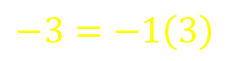 −3 = −1(3)